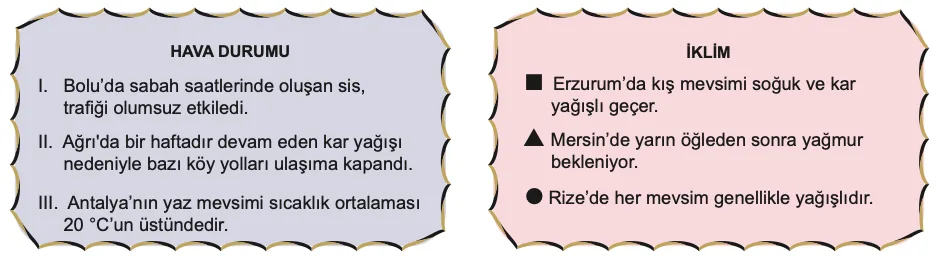 HAVA DURUMU
I. Bolu’da sabah saatlerinde oluşan sis,
trafiği olumsuz etkiledi.
II. Ağrı'da bir haftadır devam eden kar yağışı
nedeniyle bazı köy yolları ulaşıma kapandı.
III. Antalya’nın yaz mevsimi sıcaklık ortalaması
20 °C’un üstündedir.
İKLİM
■ Erzurum’da kış mevsimi soğuk ve kar
yağışlı geçer.
▲ Mersin’de yarın öğleden sonra yağmur
bekleniyor.
● Rize’de her mevsim genellikle yağışlıdır.